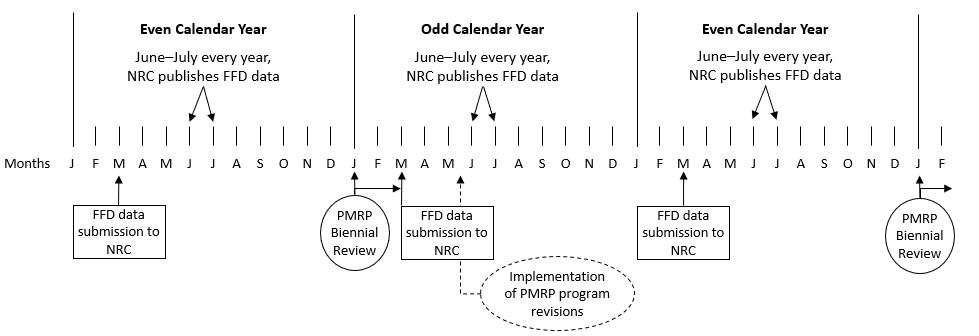 Even Calendar Year
June–July every year,
NRC publishes FFD data
Odd Calendar Year
June–July every year,
NRC publishes FFD data
Even Calendar Year
June–July every year,
NRC publishes FFD data
Months J F M A M J J A S O N D J F M A M J J A S O N D J F M A M J J A S O N D J F
FFD data
submission to
NRC
PMRP
Biennial
Review
FFD data
submission to
NRC
Implementation
of PMRP program
revisions
FFD data
submission to
NRC
PMRP
Biennial
Review